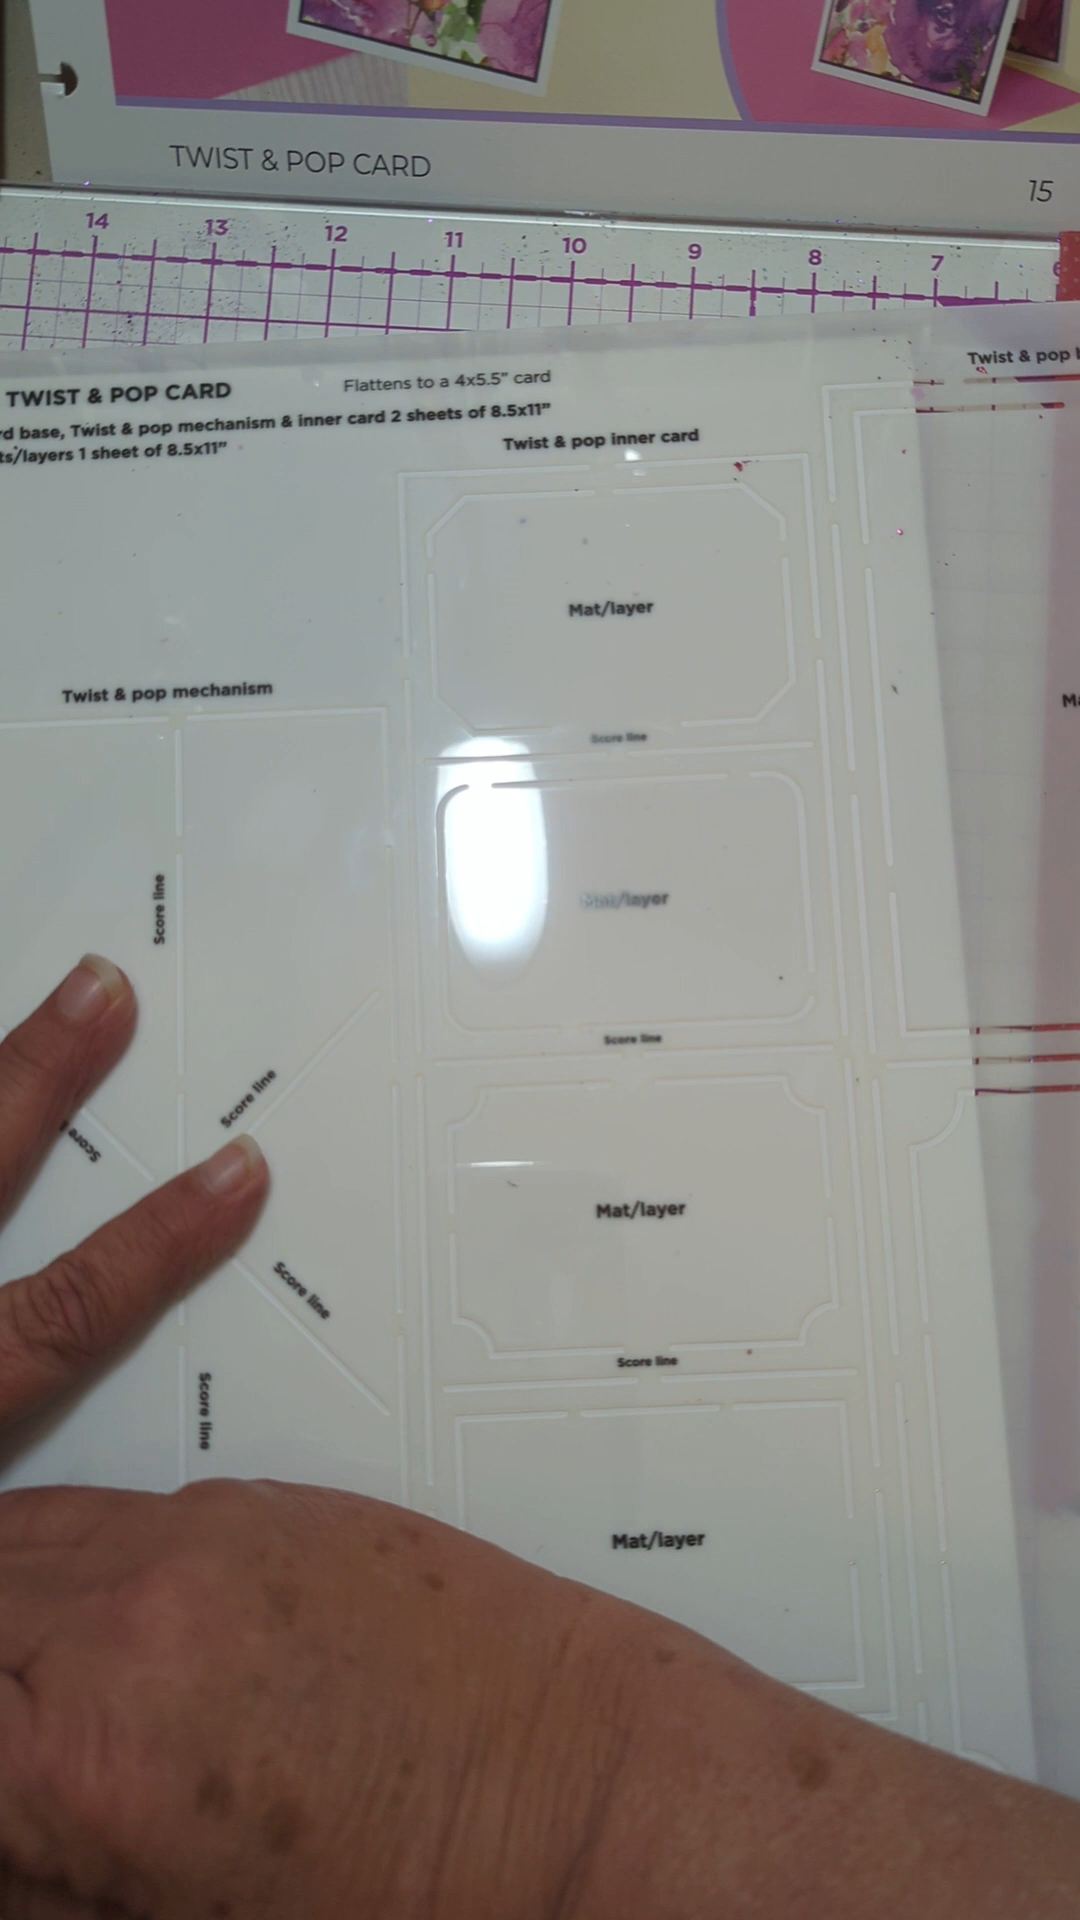 TWIST & POP CARD
15
14 13 12 11 10 9 8 7
TWIST & POP CARD
Flattens to a 4x5.5" card
Twist & pop
rd base, Twist & pop mechanism & inner card 2 sheets of 8.5x11"
ts/layers 1 sheet of 8.5x11"
Twist & pop inner card
Mat/layer
Twist & pop mechanism
Score line
Mat/layer
Score line
Score line
Score line
Score
Mat/layer
Score line
Score line
Score line
Mat/layer